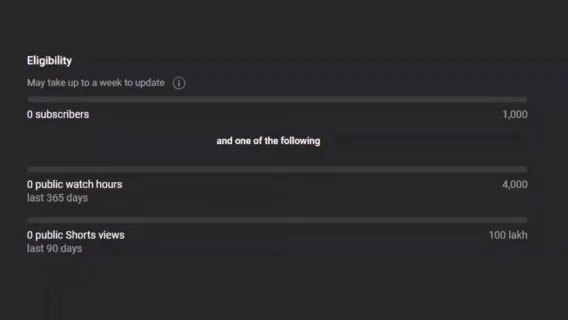 Eligibility
May take up to a week to update
0 subscribers 1,000
and one of the following
0 public watch hours 4,000
last 365 days
0 public Shorts views 100 lakh
last 90 days